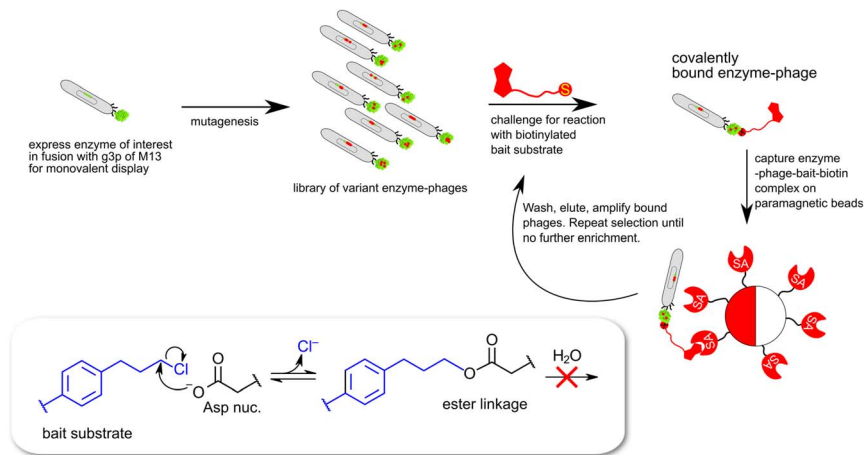 express enzyme of interest
in fusion with g3p of M13
for monovalent display
mutagenesis
library of variant enzyme-phages
S
challenge for reaction
with biotinylated
bait substrate
covalently
bound enzyme-phage
capture enzyme
-phage-bait-biotin
complex on
paramagnetic beads
Wash, elute, amplify bound
phages. Repeat selection until
no further enrichment.
SA
SA
SA
SA
SA
SA
Cl
O
⁻O
Asp nuc.
bait substrate
Cl⁻
O
O
ester linkage
H₂O